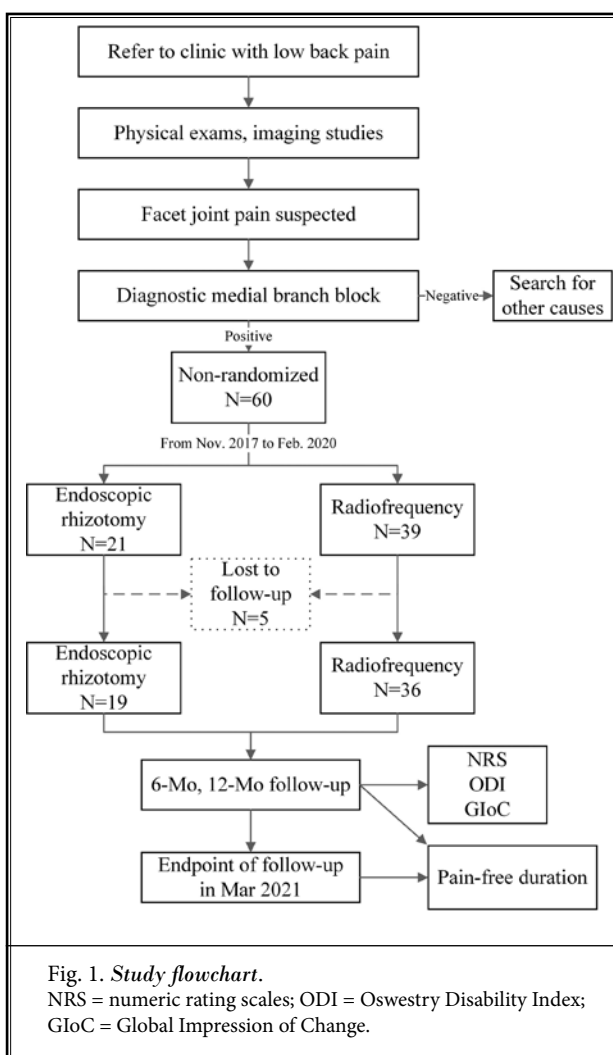 Refer to clinic with low back pain
Physical exams, imaging studies
Facet joint pain suspected
Diagnostic medial branch block
Negative
Search for
other causes
Positive
Non-randomized
N=60
From Nov. 2017 to Feb. 2020
Endoscopic
rhizotomy
N=21
Radiofrequency
N=39
Lost to
follow-up
N=5
Endoscopic
rhizotomy
N=19
Radiofrequency
N=36
6-Mo, 12-Mo follow-up
NRS
ODI
GIoC
Endpoint of follow-up
in Mar 2021
Pain-free duration
Fig. 1. Study flowchart.
NRS = numeric rating scales; ODI = Oswestry Disability Index;
GIoC = Global Impression of Change.